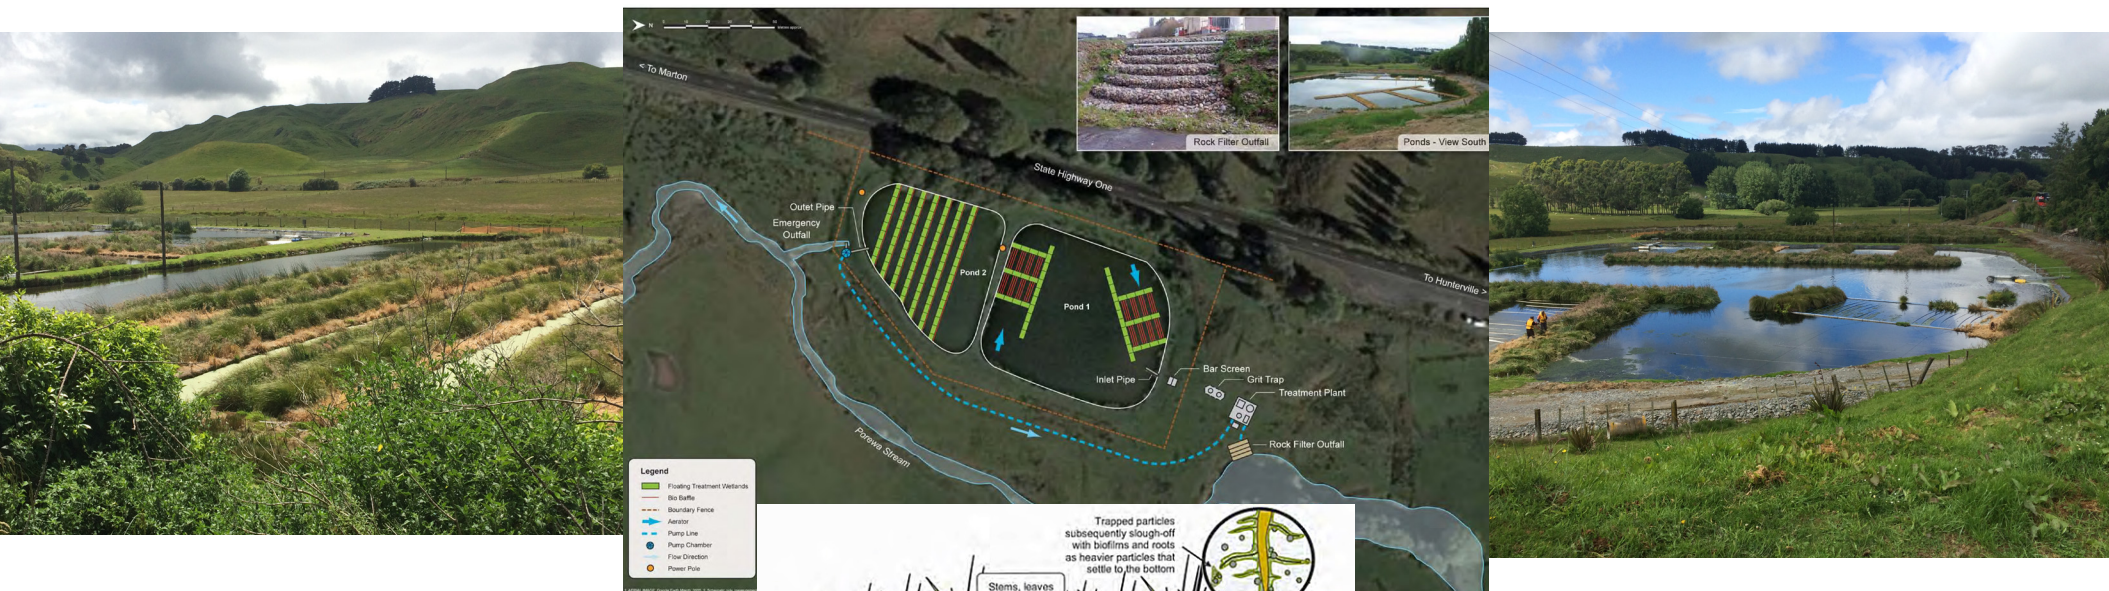 N
< To Marton
State Highway One
To Hunterville >
Rock Filter Outfall
Ponds - View South
Outet Pipe
Emergency
Outfall
Pond 2
Pond 1
Inlet Pipe
Bar Screen
Grit Trap
Treatment Plant
Rock Filter Outfall
Porewa Stream
Legend
Floating Treatment Wetlands
Bio Baffle
Boundary Fence
Aerator
Pump Line
Pump Chamber
Flow Direction
Power Pole
Trapped particles
subsequently slough-off
with biofilms and roots
as heavier particles that
settle to the bottom
Stems, leaves